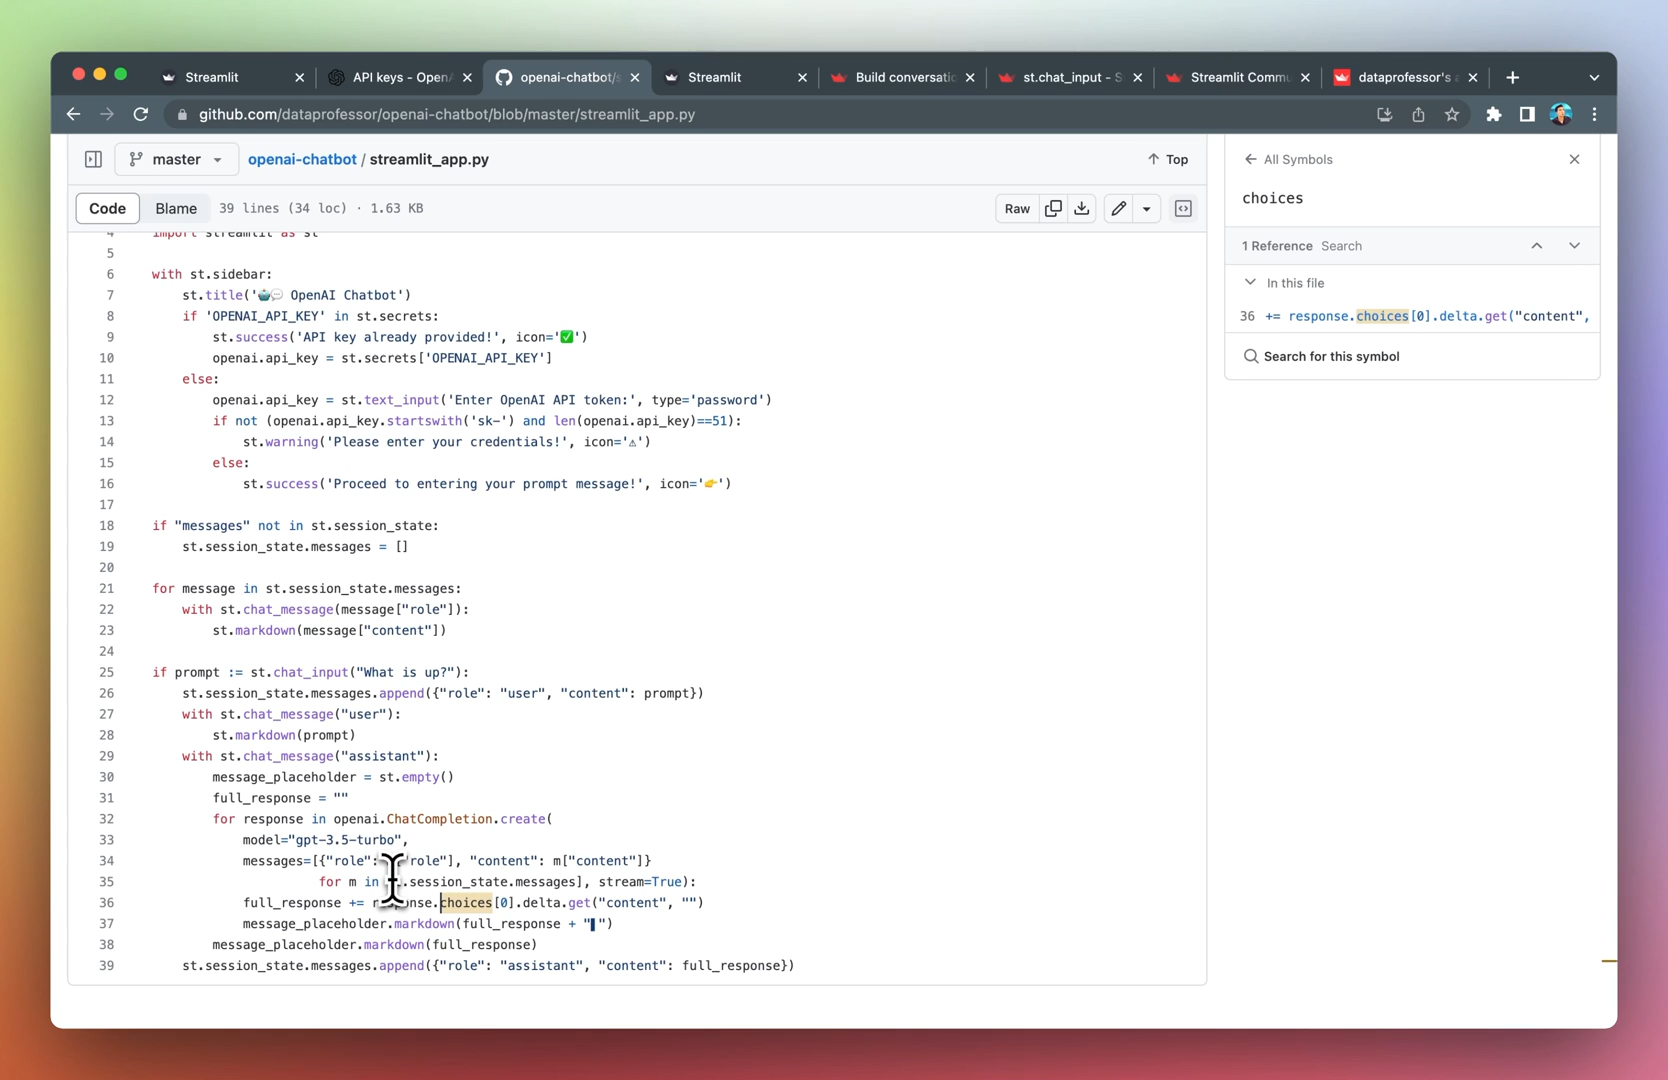 Streamlit
API keys - OpenA
openai-chatbot/s
Streamlit
Build conversatio
st.chat_input - S
Streamlit Commu
dataprofessor's a
github.com/dataprofessor/openai-chatbot/blob/master/streamlit_app.py
master
openai-chatbot / streamlit_app.py
Top
Code
Blame
39 lines (34 loc) · 1.63 KB
Raw
4 import streamlit as st
5
6 with st.sidebar:
7 st.title('🤖💬 OpenAI Chatbot')
8 if 'OPENAI_API_KEY' in st.secrets:
9 st.success('API key already provided!', icon='✅')
10 openai.api_key = st.secrets['OPENAI_API_KEY']
11 else:
12 openai.api_key = st.text_input('Enter OpenAI API token:', type='password')
13 if not (openai.api_key.startswith('sk-') and len(openai.api_key)==51):
14 st.warning('Please enter your credentials!', icon='⚠')
15 else:
16 st.success('Proceed to entering your prompt message!', icon='👉')
17
18 if "messages" not in st.session_state:
19 st.session_state.messages = []
20
21 for message in st.session_state.messages:
22 with st.chat_message(message["role"]):
23 st.markdown(message["content"])
24
25 if prompt := st.chat_input("What is up?"):
26 st.session_state.messages.append({"role": "user", "content": prompt})
27 with st.chat_message("user"):
28 st.markdown(prompt)
29 with st.chat_message("assistant"):
30 message_placeholder = st.empty()
31 full_response = ""
32 for response in openai.ChatCompletion.create(
33 model="gpt-3.5-turbo",
34 messages=[{"role": "role"], "content": m["content"]}
35 for m in .session_state.messages], stream=True):
36 full_response += response.choices[0].delta.get("content", "")
37 message_placeholder.markdown(full_response + "▌")
38 message_placeholder.markdown(full_response)
39 st.session_state.messages.append({"role": "assistant", "content": full_response})
All Symbols
choices
1 Reference Search
In this file
36 += response.choices[0].delta.get("content",
Search for this symbol